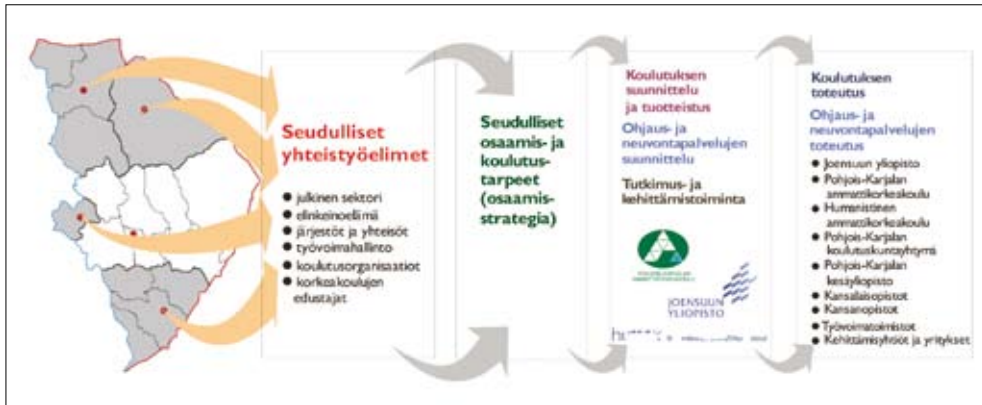 Seudulliset
yhteistyöelimet
● julkinen sektori
● elinkeinoelämä
● järjestöt ja yhteisöt
● työvoimahallinto
● koulutusorganisaatiot
● korkeakoulujen
edustajat
Seudulliset
osaamis- ja
koulutus-
tarpeet
(osaamis-
strategia)
Koulutuksen
suunnittelu
ja tuotteistus
Ohjaus- ja
neuvontapalvelujen
suunnittelu
Tutkimus- ja
kehittämistoiminta
JOENSUUN
YLIOPISTO
Koulutuksen
toteutus
Ohjaus- ja
neuvontapalvelujen
toteutus
● Joensuun yliopisto
● Pohjois-Karjalan
ammattikorkeakoulu
● Humanistinen
ammattikorkeakoulu
● Pohjois-Karjalan
koulutuskuntayhtymä
● Pohjois-Karjalan
kesäyliopisto
● Kansalaisopistot
● Kansanopistot
● Työvoimatoimistot
● Kehittämisyhtiöt ja yritykset